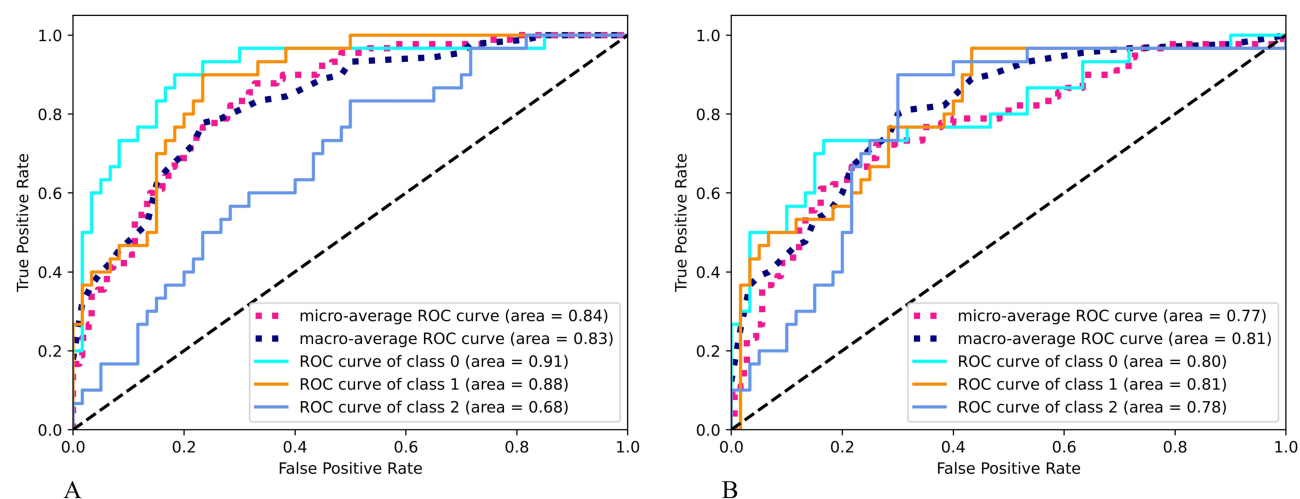 True Positive Rate
1.0
0.8
0.6
0.4
0.2
0.0
micro-average ROC curve (area = 0.84)
macro-average ROC curve (area = 0.83)
ROC curve of class 0 (area = 0.91)
ROC curve of class 1 (area = 0.88)
ROC curve of class 2 (area = 0.68)
0.0 0.2 0.4 0.6 0.8 1.0
False Positive Rate
A
True Positive Rate
1.0
0.8
0.6
0.4
0.2
0.0
micro-average ROC curve (area = 0.77)
macro-average ROC curve (area = 0.81)
ROC curve of class 0 (area = 0.80)
ROC curve of class 1 (area = 0.81)
ROC curve of class 2 (area = 0.78)
0.0 0.2 0.4 0.6 0.8 1.0
False Positive Rate
B